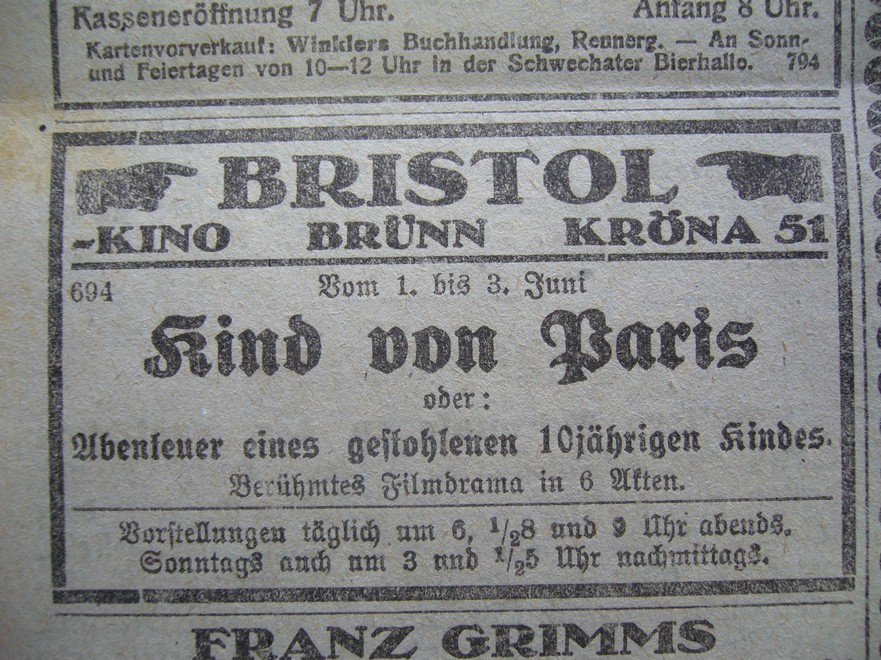 Kasseneröffnung 7 Uhr. Anfang 8 Uhr.
Kartenvorverkauf: Winklers Buchhandlung, Rennerg. — An Sonn-
und Feiertagen von 10—12 Uhr in der Schwechater Bierhalle. 794
BRISTOL
-KINO BRÜNN KRÖNA 51
694 Vom 1. bis 3. Juni
Kind von Paris
oder:
Abenteuer eines gestohlenen 10jährigen Kindes.
Berühmtes Filmdrama in 6 Akten.
Vorstellungen täglich um 6, 1/28 und 9 Uhr abends.
Sonntags auch um 3 und 1/25 Uhr nachmittags.
FRANZ GRIMMS